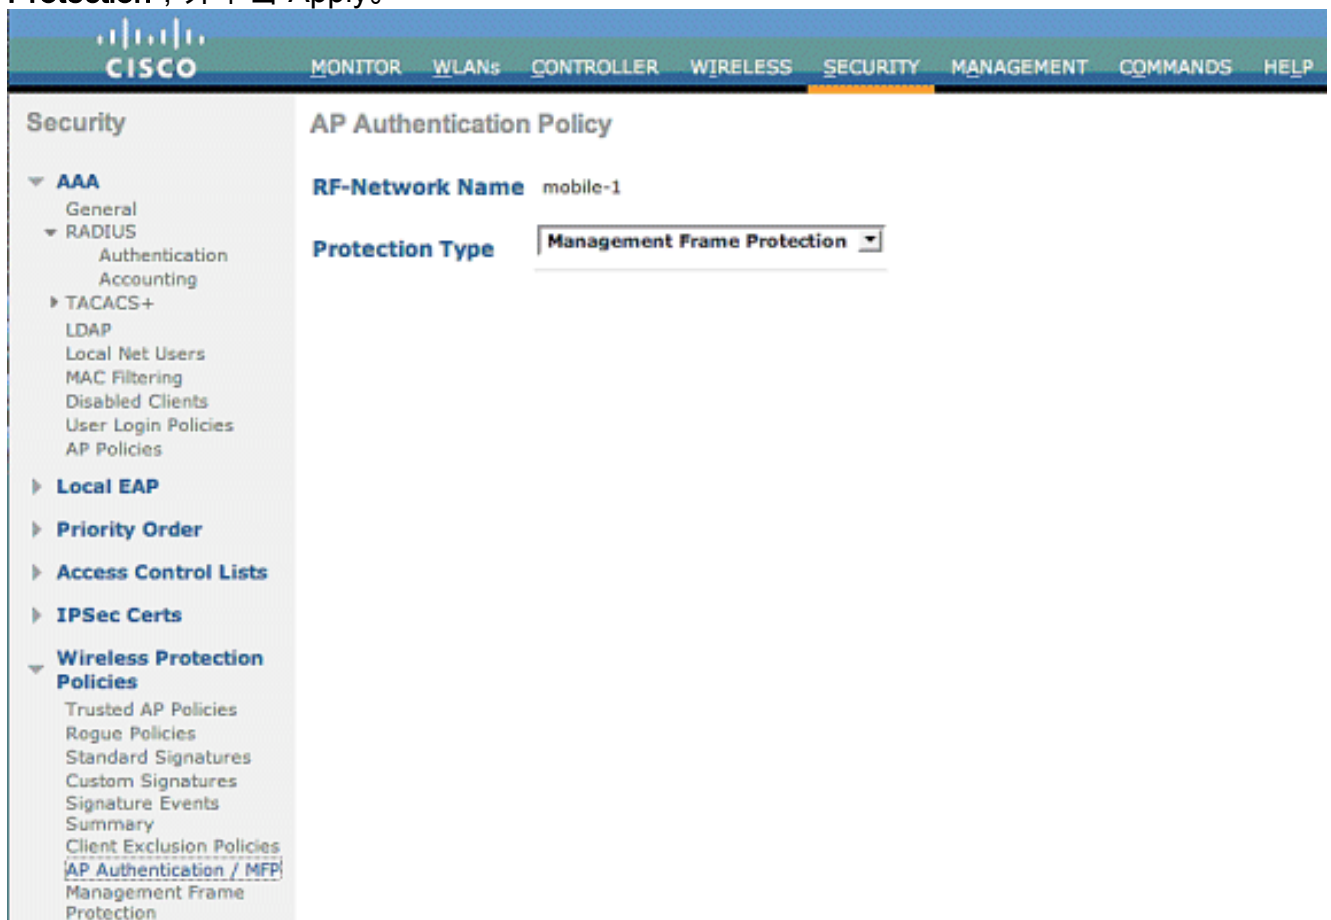 Protection，并单击 Apply。
CISCO
MONITOR WLANs CONTROLLER WIRELESS SECURITY MANAGEMENT COMMANDS HELP
Security
AAA
General
RADIUS
Authentication
Accounting
TACACS+
LDAP
Local Net Users
MAC Filtering
Disabled Clients
User Login Policies
AP Policies
Local EAP
Priority Order
Access Control Lists
IPSec Certs
Wireless Protection
Policies
Trusted AP Policies
Rogue Policies
Standard Signatures
Custom Signatures
Signature Events
Summary
Client Exclusion Policies
AP Authentication / MFP
Management Frame
Protection
AP Authentication Policy
RF-Network Name mobile-1
Protection Type Management Frame Protection